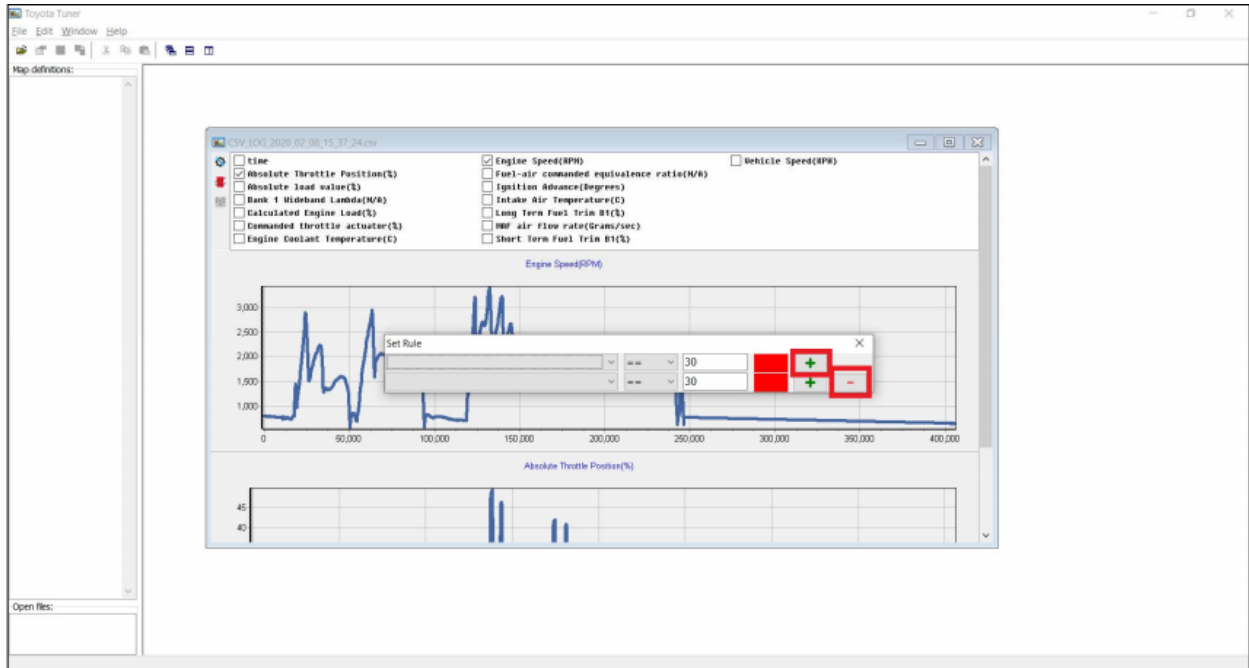 Toyota Tuner
File Edit Window Help
Map definitions:
CSV_LOG_2020_02_08_15_37_24.csv
time
Absolute Throttle Position(%)
Absolute load value(%)
Bank 1 Wideband Lambda(N/A)
Calculated Engine Load(%)
Commanded throttle actuator(%)
Engine Coolant Temperature(C)
Engine Speed(RPM)
Fuel-air commanded equivalence ratio(N/A)
Ignition Advance(Degrees)
Intake Air Temperature(C)
Long Term Fuel Trim B1(%)
MAF air flow rate(Grams/sec)
Short Term Fuel Trim B1(%)
Vehicle Speed(KPH)
Engine Speed(RPM)
3,000
2,500
2,000
1,500
1,000
Set Rule
== 30 +
== 30 + -
0 50,000 100,000 150,000 200,000 250,000 300,000 350,000 400,000
Absolute Throttle Position(%)
45
40
Open files: